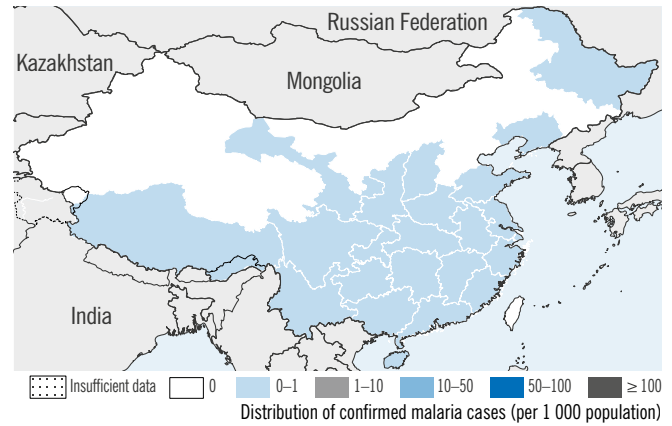 Russian Federation
Kazakhstan
Mongolia
India
Insufficient data 0 0–1 1–10 10–50 50–100 ≥ 100
Distribution of confirmed malaria cases (per 1 000 population)